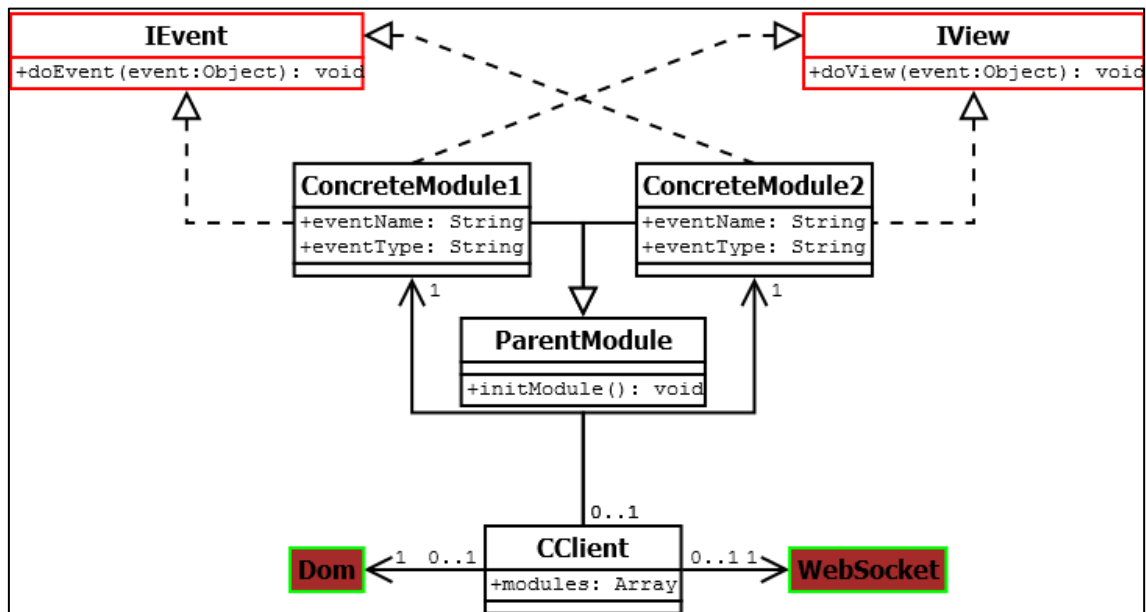 IEvent
+doEvent(event:Object): void
IView
+doView(event:Object): void
ConcreteModule1
+eventName: String
+eventType: String
ConcreteModule2
+eventName: String
+eventType: String
1
1
ParentModule
+initModule(): void
0..1
CClient
+modules: Array
Dom
1 0..1
0..1 1
WebSocket